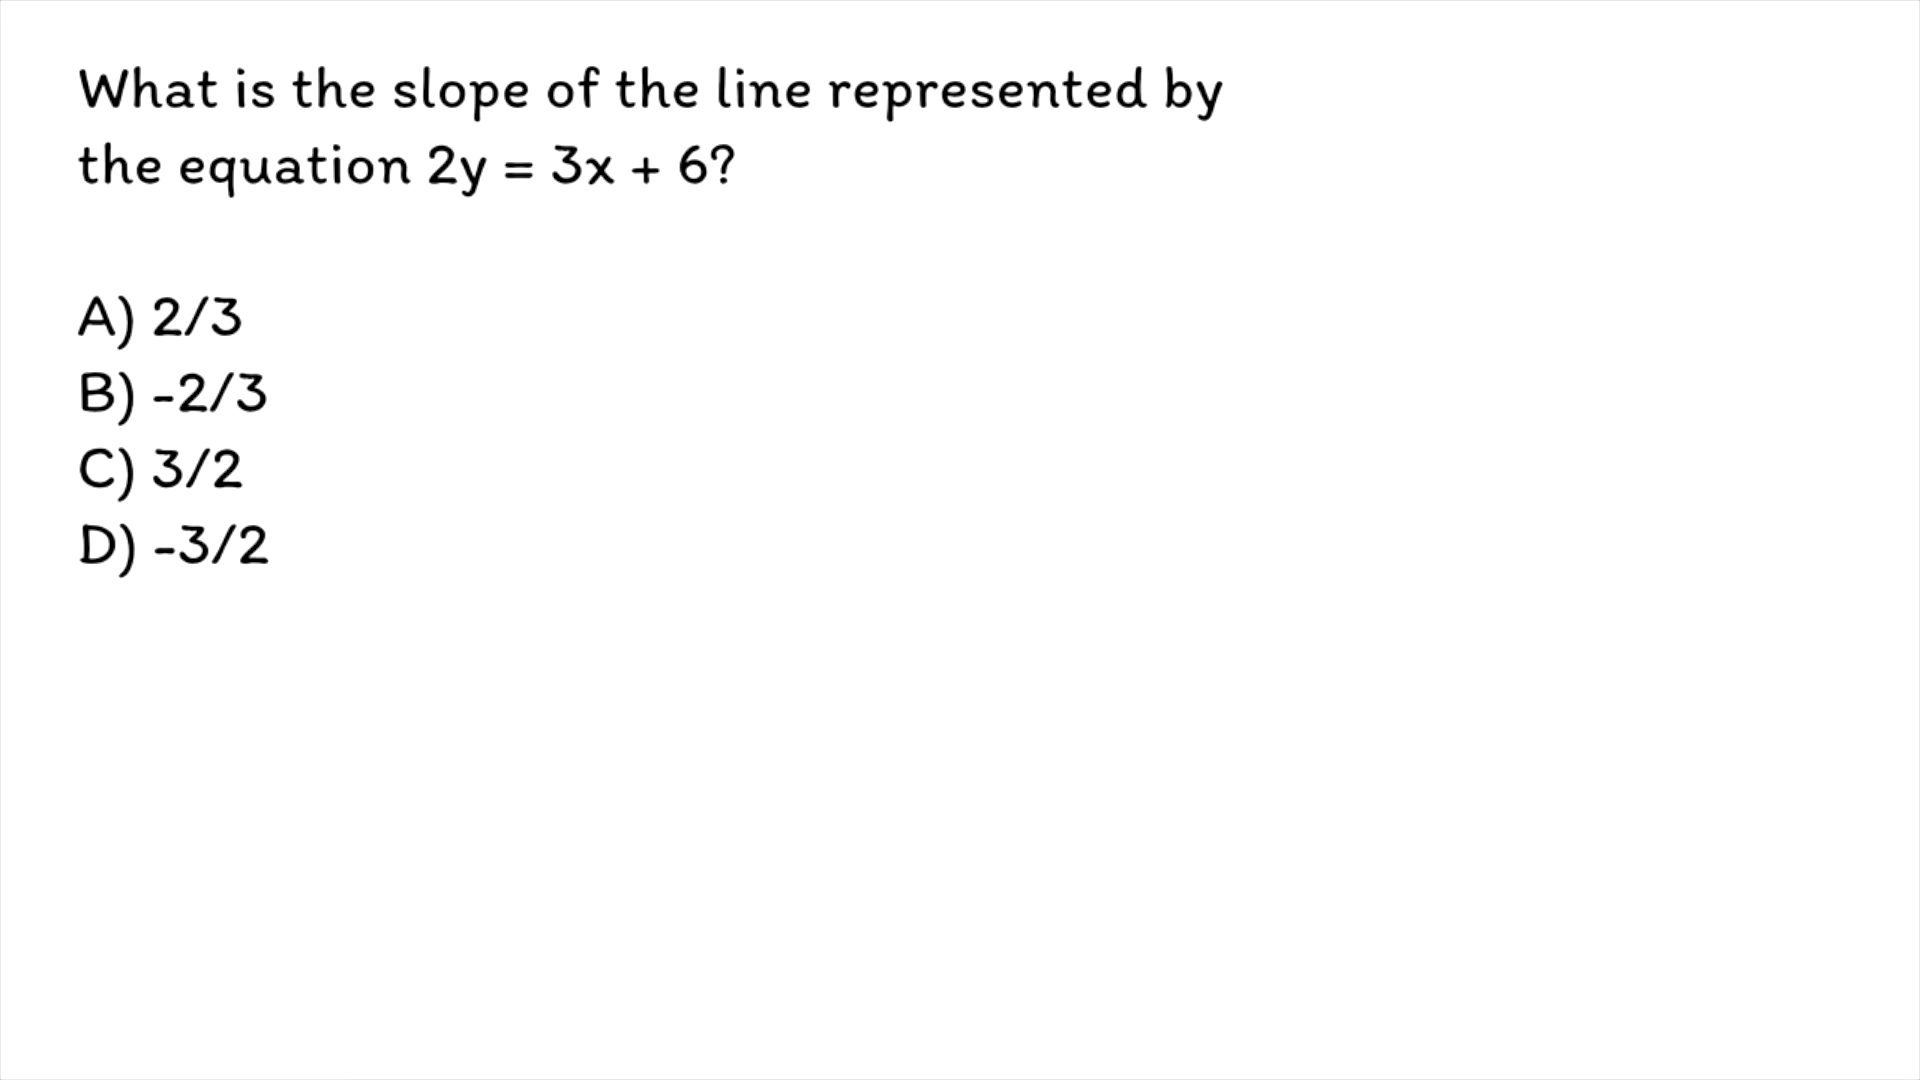 What is the slope of the line represented by
the equation 2y = 3x + 6?
A) 2/3
B) -2/3
C) 3/2
D) -3/2